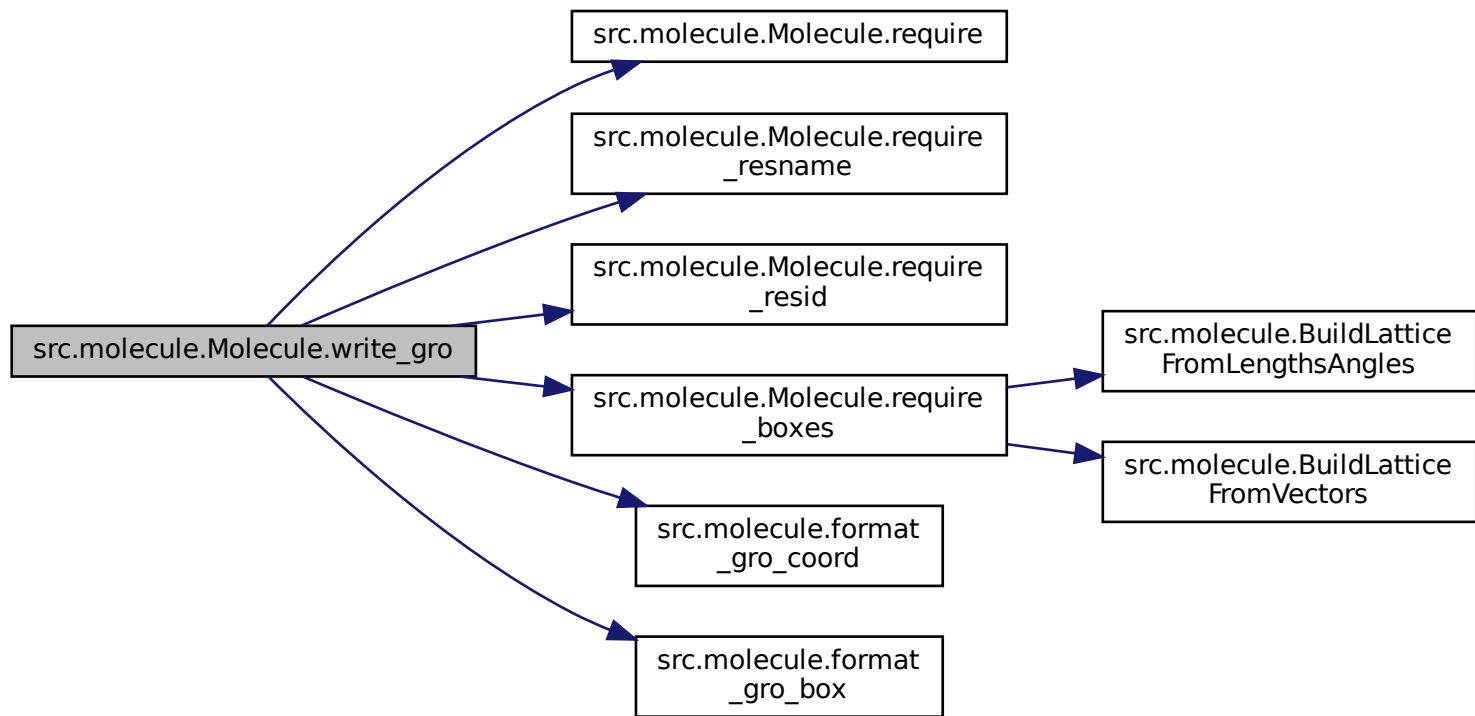 src.molecule.Molecule.require
src.molecule.Molecule.require
_resname
src.molecule.Molecule.require
_resid
src.molecule.Molecule.write_gro
src.molecule.Molecule.require
_boxes
src.molecule.BuildLattice
FromLengthsAngles
src.molecule.BuildLattice
FromVectors
src.molecule.format
_gro_coord
src.molecule.format
_gro_box